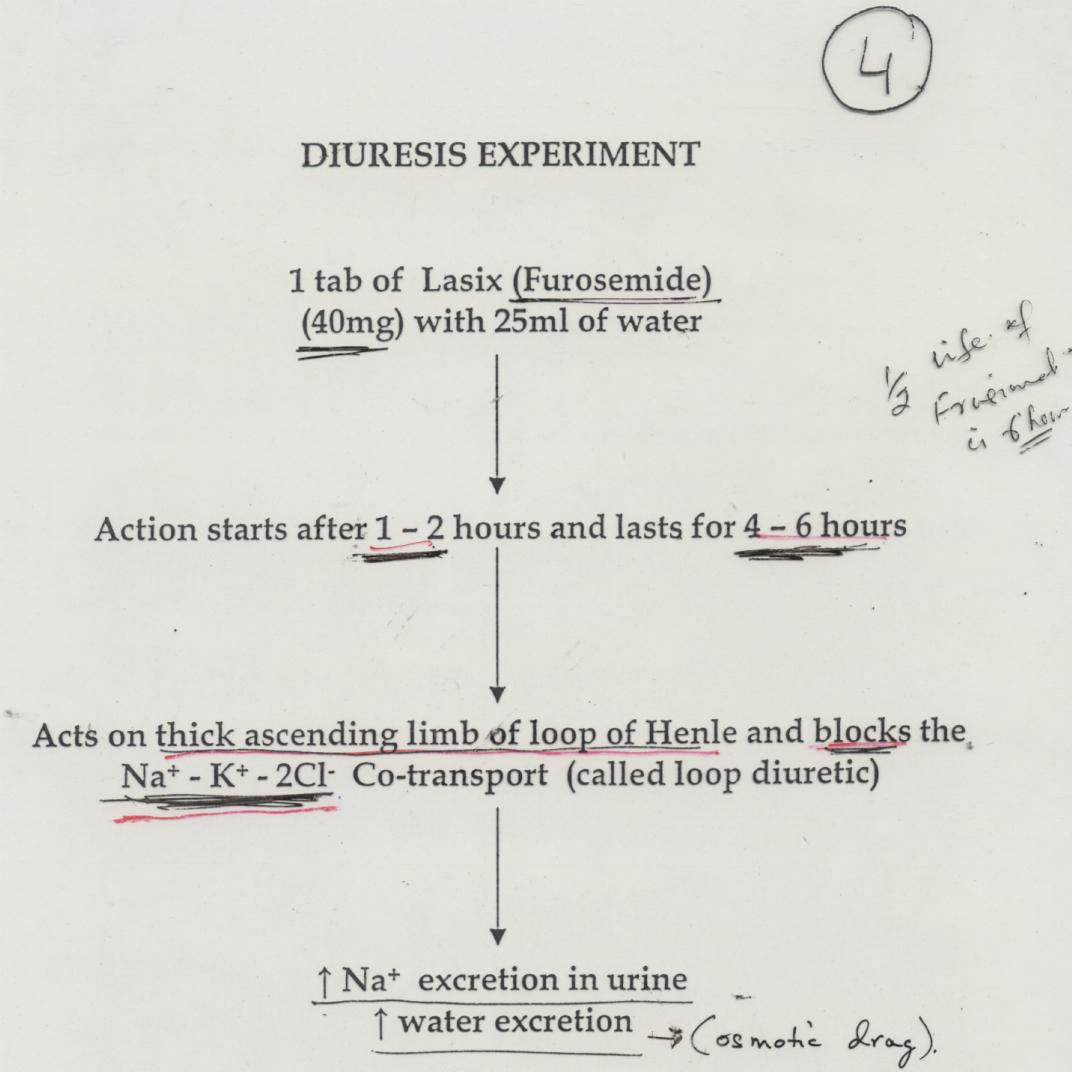 4
DIURESIS EXPERIMENT
1 tab of Lasix (Furosemide)
(40mg) with 25ml of water
½ life of
is 6 hour
Action starts after 1 – 2 hours and lasts for 4 – 6 hours
Acts on thick ascending limb of loop of Henle and blocks the
Na⁺ - K⁺ - 2Cl⁻ Co-transport (called loop diuretic)
↑ Na⁺ excretion in urine
↑ water excretion → (osmotic drag).